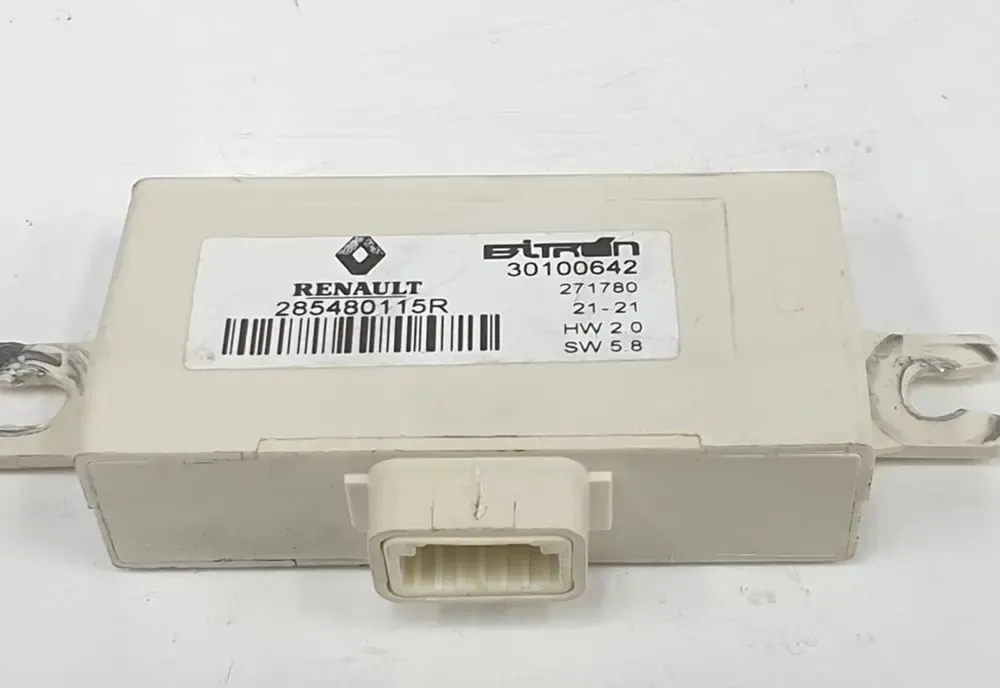 RENAULT
285480115R
BITRON
30100642
271780
21-21
HW 2.0
SW 5.8